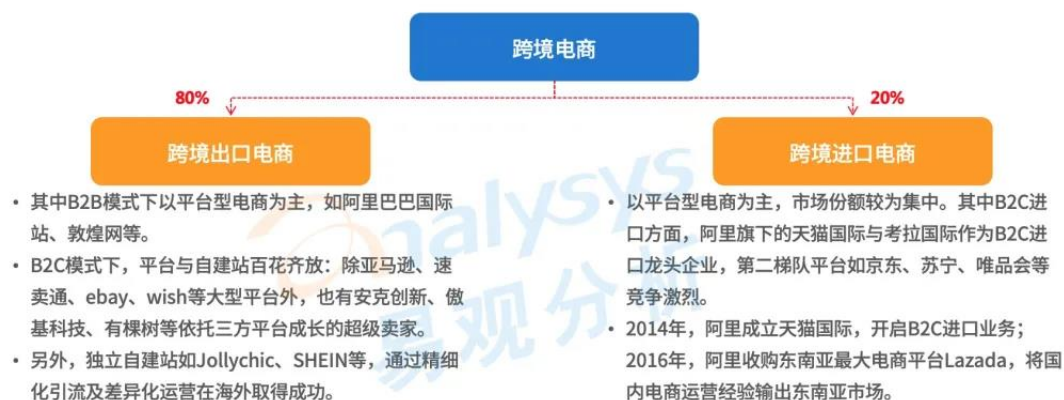 跨境电商
80%
20%
跨境出口电商
跨境进口电商
• 其中B2B模式下以平台型电商为主，如阿里巴巴国际
站、敦煌网等。
• B2C模式下，平台与自建站百花齐放：除亚马逊、速
卖通、ebay、wish等大型平台外，也有安克创新、傲
基科技、有棵树等依托三方平台成长的超级卖家。
• 另外，独立自建站如Jollychic、SHEIN等，通过精细
化引流及差异化运营在海外取得成功。
• 以平台型电商为主，市场份额较为集中。其中B2C进
口方面，阿里旗下的天猫国际与考拉国际作为B2C进
口龙头企业，第二梯队平台如京东、苏宁、唯品会等
竞争激烈。
• 2014年，阿里成立天猫国际，开启B2C进口业务；
2016年，阿里收购东南亚最大电商平台Lazada，将国
内电商运营经验输出东南亚市场。
analysys
易观分析